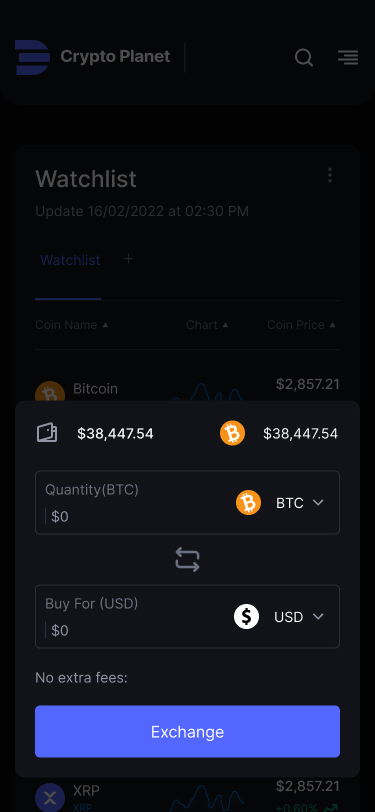 Crypto Planet
Watchlist
Update 16/02/2022 at 02:30 PM
Watchlist +
Coin Name ▲ Chart ▲ Coin Price ▲
Bitcoin $2,857.21
$38,447.54 $38,447.54
Quantity(BTC)
$0 BTC
Buy For (USD)
$0 USD
No extra fees:
Exchange
XRP $2,857.21
XRP +0.60%